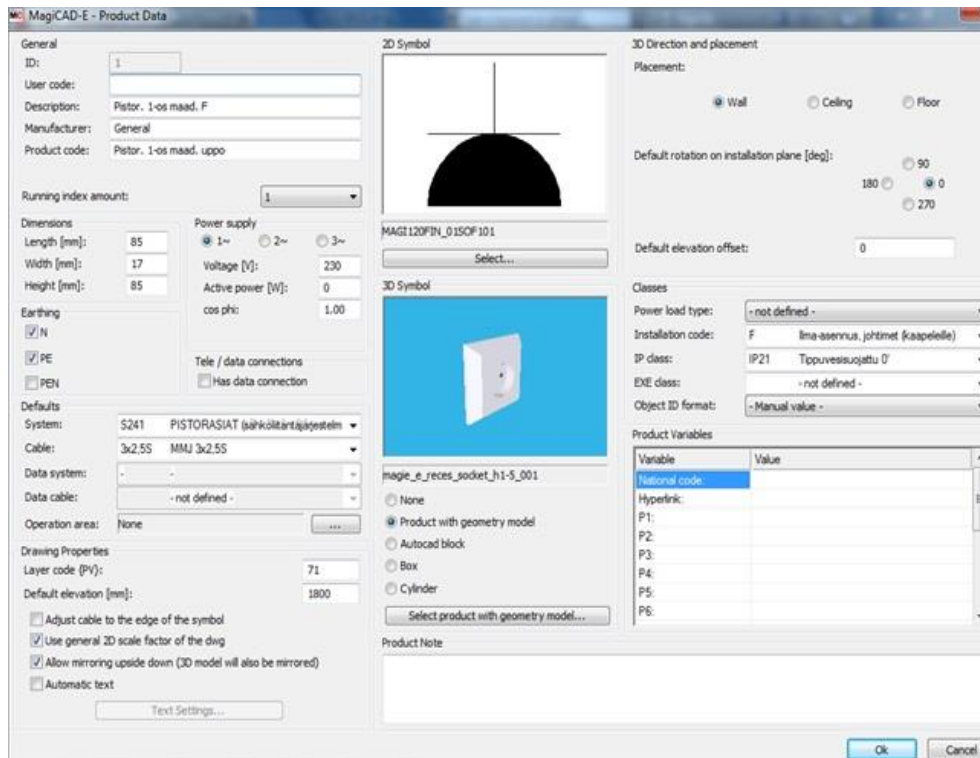 MagiCAD-E - Product Data
General
ID: 1
User code:
Description: Pistor. 1-os maad. F
Manufacturer: General
Product code: Pistor. 1-os maad. uppo
Running index amount: 1
Dimensions
Length [mm]: 85
Width [mm]: 17
Height [mm]: 85
Power supply
1~ 2~ 3~
Voltage [V]: 230
Active power [W]: 0
cos phi: 1.00
Earthing
N
PE
PEN
Tele / data connections
Has data connection
Defaults
System: S241 PISTORASIAT (sähköliitäntäjärjestelm
Cable: 3x2,5S MMJ 3x2,5S
Data system: - -
Data cable: - not defined -
Operation area: None ...
Drawing Properties
Layer code {PV}: 71
Default elevation [mm]: 1800
Adjust cable to the edge of the symbol
Use general 2D scale factor of the dwg
Allow mirroring upside down (3D model will also be mirrored)
Automatic text
Text Settings...
2D Symbol
MAGI120FIN_01SOF101
Select...
3D Symbol
magie_e_reces_socket_h1-5_001
None
Product with geometry model
Autocad block
Box
Cylinder
Select product with geometry model...
Product Note
3D Direction and placement
Placement:
Wall Ceiling Floor
Default rotation on installation plane [deg]:
90
180 0
270
Default elevation offset: 0
Classes
Power load type: - not defined -
Installation code: F Ilma-asennus, johtimet (kaapeleille)
IP class: IP21 Tippuvesisuojattu 0'
EXE class: - not defined -
Object ID format: - Manual value -
Product Variables
Variable Value
National code:
Hyperlink:
P1:
P2:
P3:
P4:
P5:
P6:
Ok Cancel